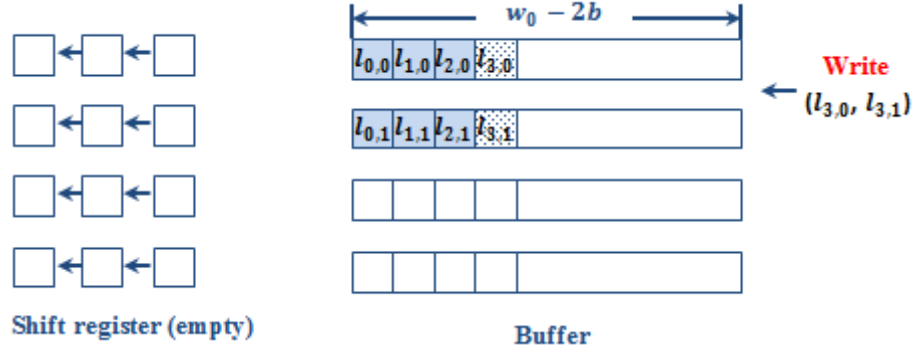 w₀ − 2b
l₀,₀ l₁,₀ l₂,₀ l₃,₀
Write
(l₃,₀, l₃,₁)
l₀,₁ l₁,₁ l₂,₁ l₃,₁
Shift register (empty)
Buffer